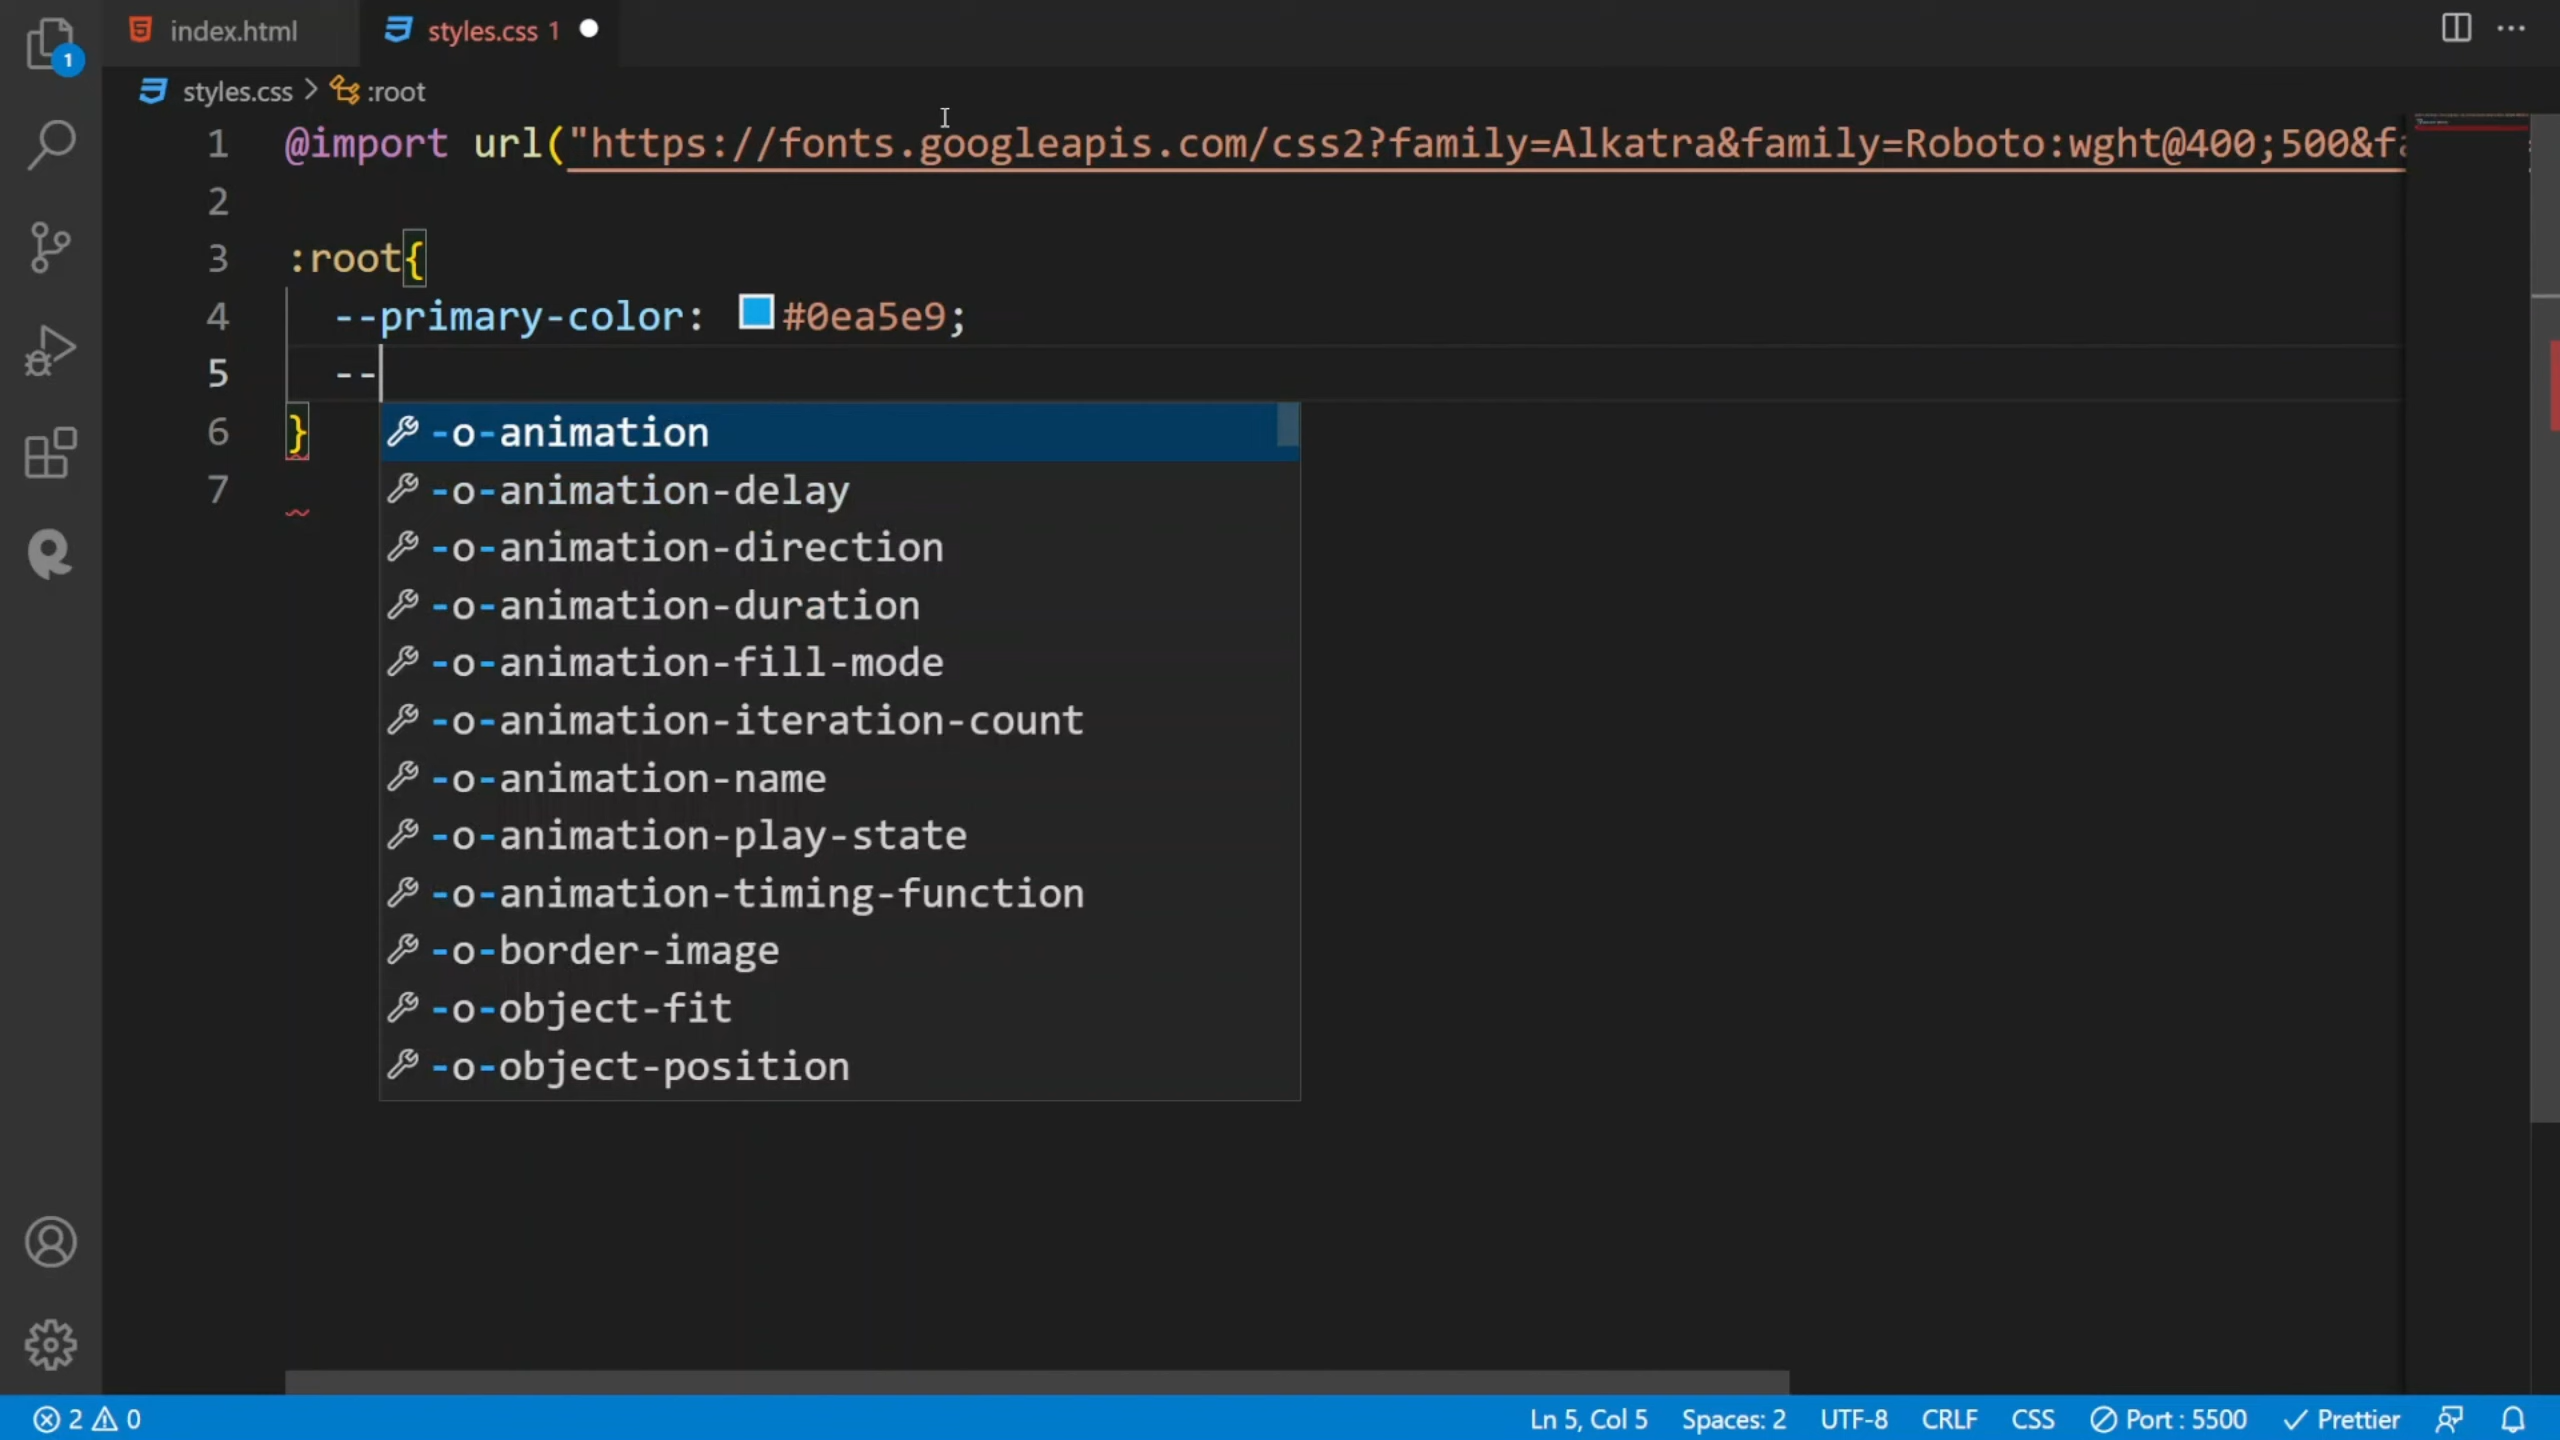 index.html
styles.css 1
styles.css > :root
1 @import url("https://fonts.googleapis.com/css2?family=Alkatra&family=Roboto:wght@400;500&fa
2
3 :root{
4 --primary-color: #0ea5e9;
5 --
6 }
7
-o-animation
-o-animation-delay
-o-animation-direction
-o-animation-duration
-o-animation-fill-mode
-o-animation-iteration-count
-o-animation-name
-o-animation-play-state
-o-animation-timing-function
-o-border-image
-o-object-fit
-o-object-position
1
2 0 Ln 5, Col 5 Spaces: 2 UTF-8 CRLF CSS Port : 5500 Prettier